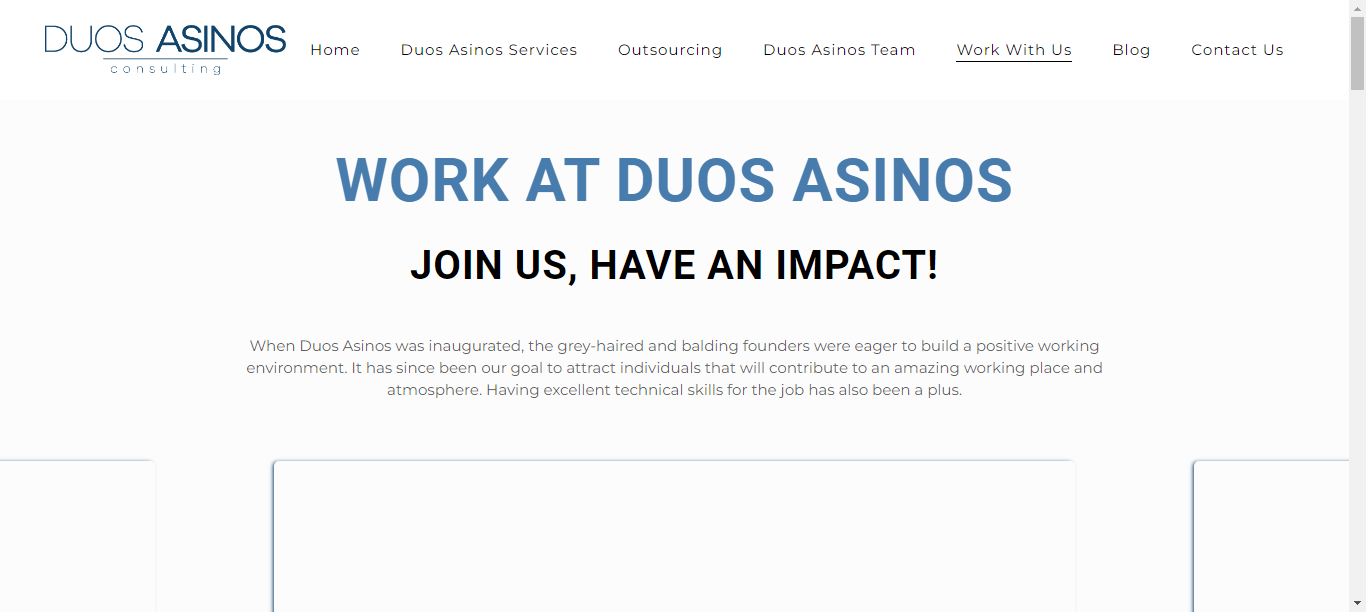 DUOS ASINOS
consulting
Home
Duos Asinos Services
Outsourcing
Duos Asinos Team
Work With Us
Blog
Contact Us
WORK AT DUOS ASINOS
JOIN US, HAVE AN IMPACT!
When Duos Asinos was inaugurated, the grey-haired and balding founders were eager to build a positive working
environment. It has since been our goal to attract individuals that will contribute to an amazing working place and
atmosphere. Having excellent technical skills for the job has also been a plus.